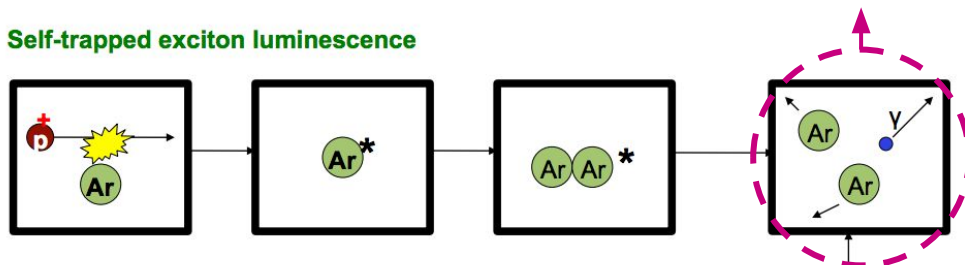 Self-trapped exciton luminescence
+
p
Ar
Ar*
Ar Ar *
Ar
γ
Ar